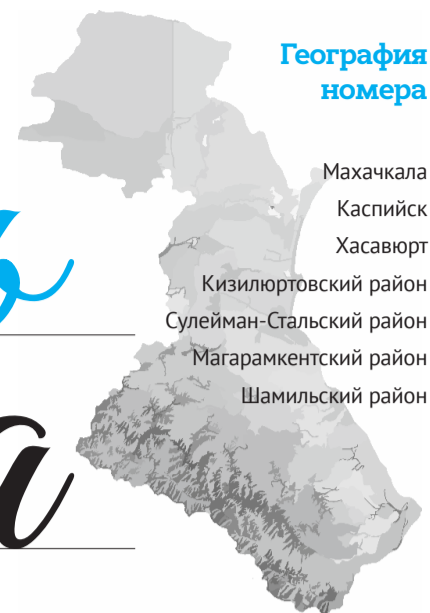 География
номера
Махачкала
Каспийск
Хасавюрт
Кизилюртовский район
Сулейман-Стальский район
Магарамкентский район
Шамильский район
ь
а